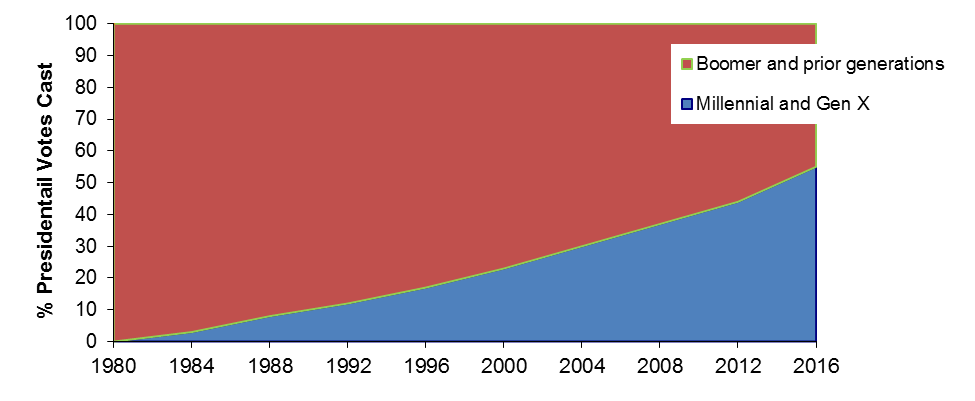 % Presidentail Votes Cast
100
90
80
70
60
50
40
30
20
10
0
Boomer and prior generations
Millennial and Gen X
1980 1984 1988 1992 1996 2000 2004 2008 2012 2016